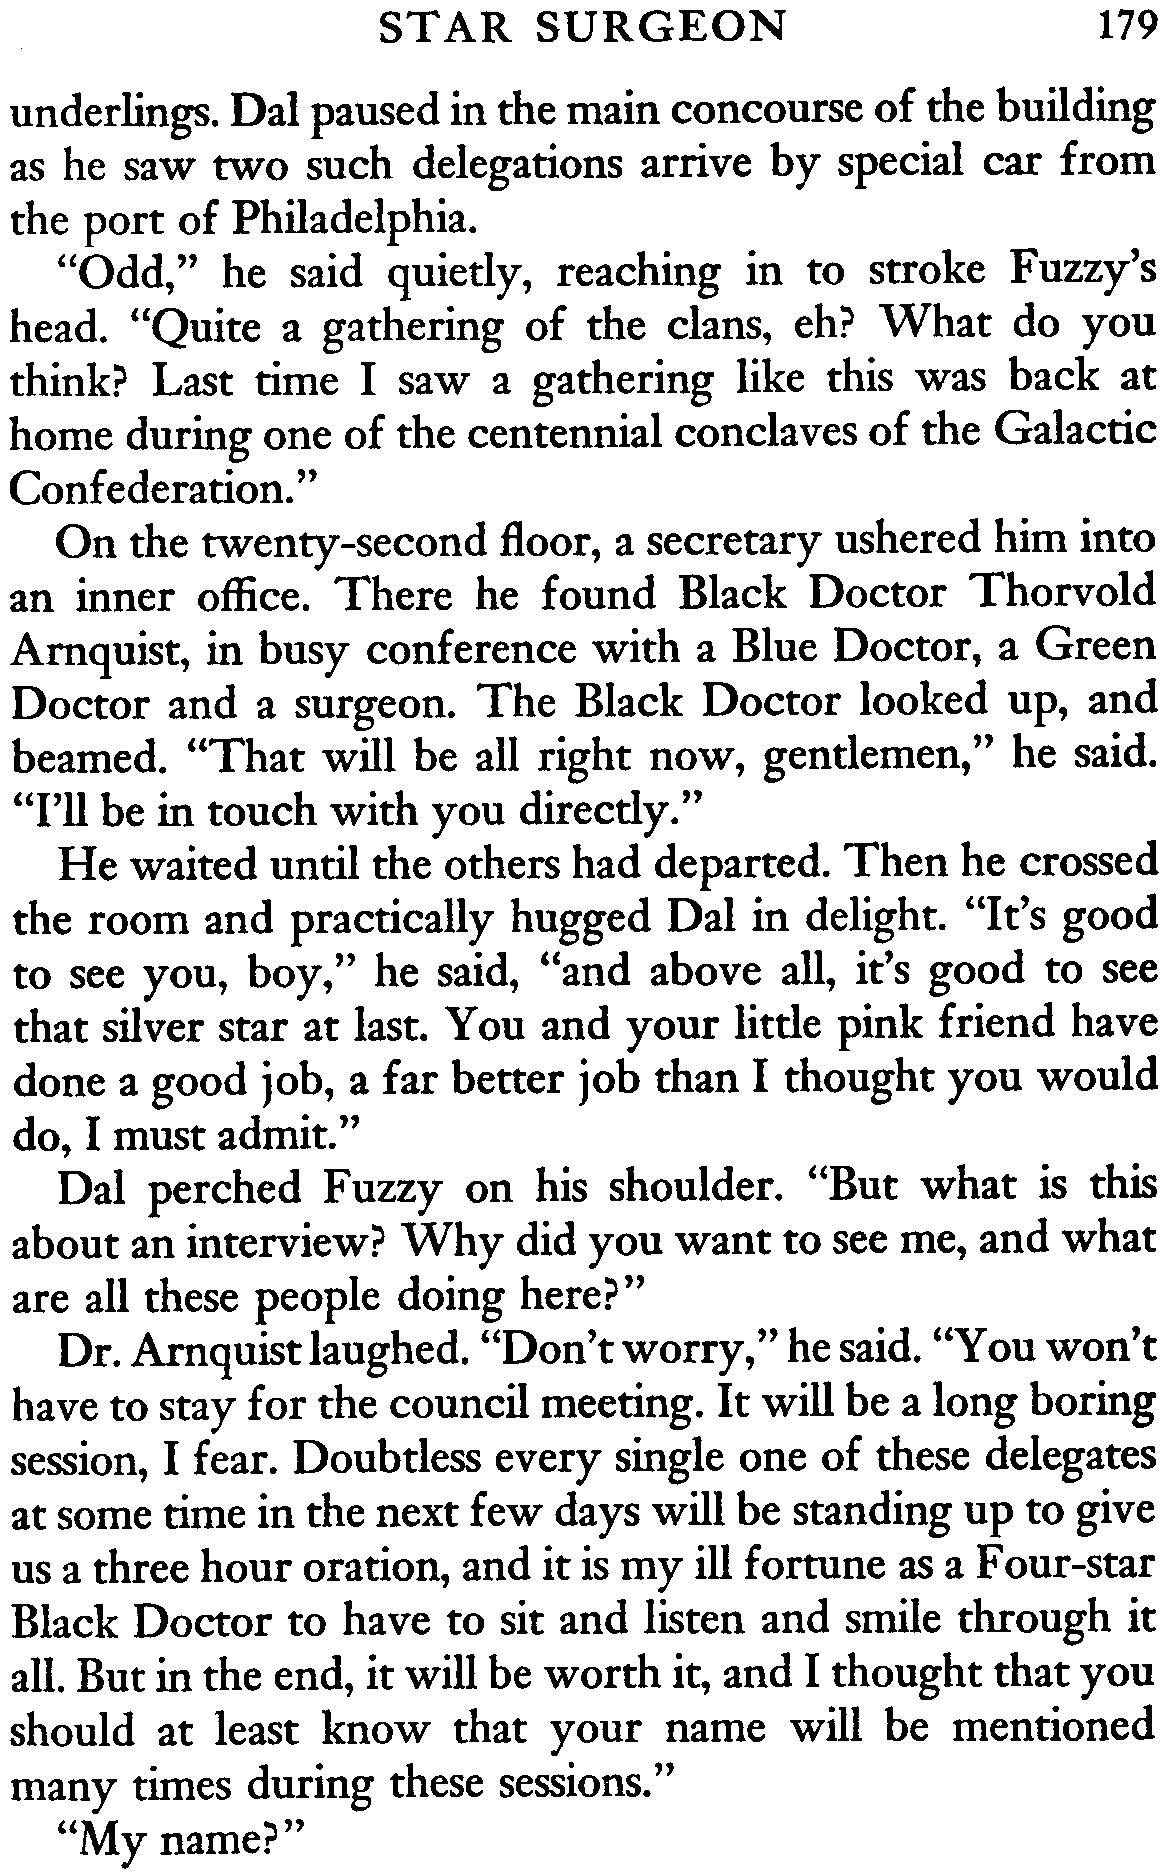 STAR SURGEON 179
underlings. Dal paused in the main concourse of the building
as he saw two such delegations arrive by special car from
the port of Philadelphia.
“Odd,” he said quietly, reaching in to stroke Fuzzy’s
head. “Quite a gathering of the clans, eh? What do you
think? Last time I saw a gathering like this was back at
home during one of the centennial conclaves of the Galactic
Confederation.”
On the twenty-second floor, a secretary ushered him into
an inner office. There he found Black Doctor Thorvold
Arnquist, in busy conference with a Blue Doctor, a Green
Doctor and a surgeon. The Black Doctor looked up, and
beamed. “That will be all right now, gentlemen,” he said.
“I’ll be in touch with you directly.”
He waited until the others had departed. Then he crossed
the room and practically hugged Dal in delight. “It’s good
to see you, boy,” he said, “and above all, it’s good to see
that silver star at last. You and your little pink friend have
done a good job, a far better job than I thought you would
do, I must admit.”
Dal perched Fuzzy on his shoulder. “But what is this
about an interview? Why did you want to see me, and what
are all these people doing here?”
Dr. Arnquist laughed. “Don’t worry,” he said. “You won’t
have to stay for the council meeting. It will be a long boring
session, I fear. Doubtless every single one of these delegates
at some time in the next few days will be standing up to give
us a three hour oration, and it is my ill fortune as a Four-star
Black Doctor to have to sit and listen and smile through it
all. But in the end, it will be worth it, and I thought that you
should at least know that your name will be mentioned
many times during these sessions.”
“My name?”